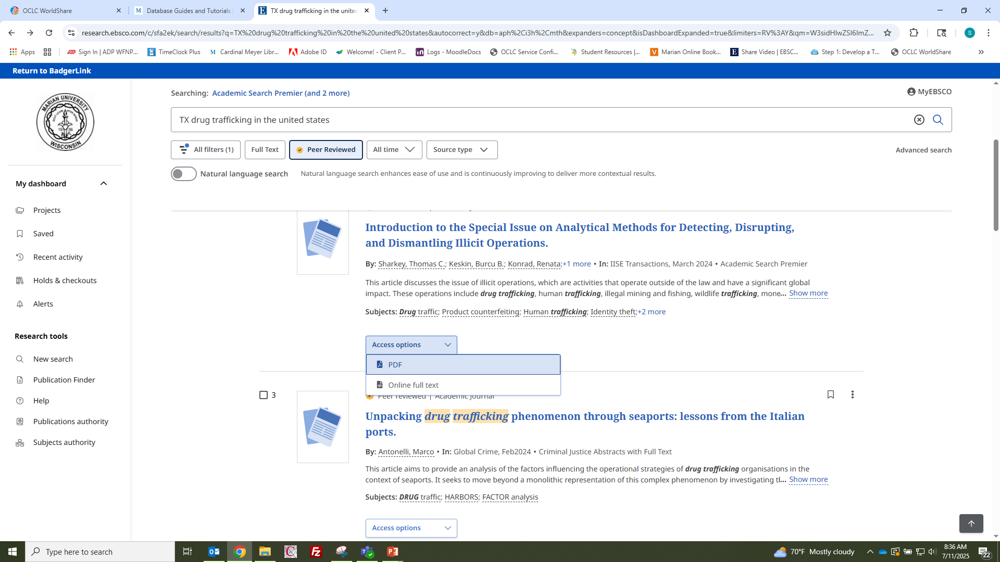 OCLC WorldShare
Database Guides and Tutorials
TX drug trafficking in the united
research.ebsco.com/c/sfa2ek/search/results?q=TX%20drug%20trafficking%20in%20the%20united%20states&autocorrect=y&db=aph%2Ci3h%2Cmth&expanders=concept&isDashboardExpanded=true&limiters=RV%3AY&qm=W3sidHlwZSI6ImZ...
S
Apps
Sign In | ADP WFNP...
TimeClock Plus
Cardinal Meyer Libr...
Adobe ID
Welcome! - Client P...
Logs - MoodleDocs
OCLC Service Confi...
Student Resources |...
Marian Online Book...
Share Video | EBSC...
Step 1: Develop a T...
OCLC WorldShare
Return to BadgerLink
MARIAN UNIVERSITY
1936
WISCONSIN
My dashboard
Projects
Saved
Recent activity
Holds & checkouts
Alerts
Research tools
New search
Publication Finder
Help
Publications authority
Subjects authority
Searching: Academic Search Premier (and 2 more)
MyEBSCO
TX drug trafficking in the united states
All filters (1)
Full Text
Peer Reviewed
All time
Source type
Advanced search
Natural language search
Natural language search enhances ease of use and is continuously improving to deliver more contextual results.
Introduction to the Special Issue on Analytical Methods for Detecting, Disrupting,
and Dismantling Illicit Operations.
By: Sharkey, Thomas C.; Keskin, Burcu B.; Konrad, Renata;+1 more • In: IISE Transactions, March 2024 • Academic Search Premier
This article discusses the issue of illicit operations, which are activities that operate outside of the law and have a significant global
impact. These operations include drug trafficking, human trafficking, illegal mining and fishing, wildlife trafficking, mone... Show more
Subjects: Drug traffic; Product counterfeiting; Human trafficking; Identity theft;+2 more
Access options
PDF
Online full text
3
Peer reviewed | Academic Journal
Unpacking drug trafficking phenomenon through seaports: lessons from the Italian
ports.
By: Antonelli, Marco • In: Global Crime, Feb2024 • Criminal Justice Abstracts with Full Text
This article aims to provide an analysis of the factors influencing the operational strategies of drug trafficking organisations in the
context of seaports. It seeks to move beyond a monolithic representation of this complex phenomenon by investigating t... Show more
Subjects: DRUG traffic; HARBORS; FACTOR analysis
Access options
Type here to search
70°F Mostly cloudy
8:36 AM
7/11/2025
22